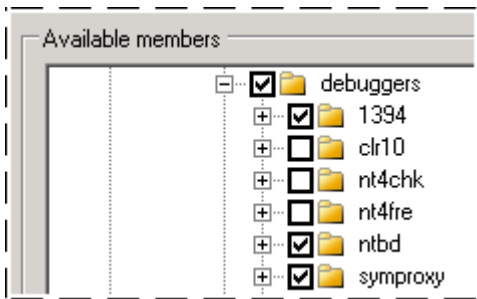 Available members
debuggers
1394
clr10
nt4chk
nt4fre
ntbd
symproxy